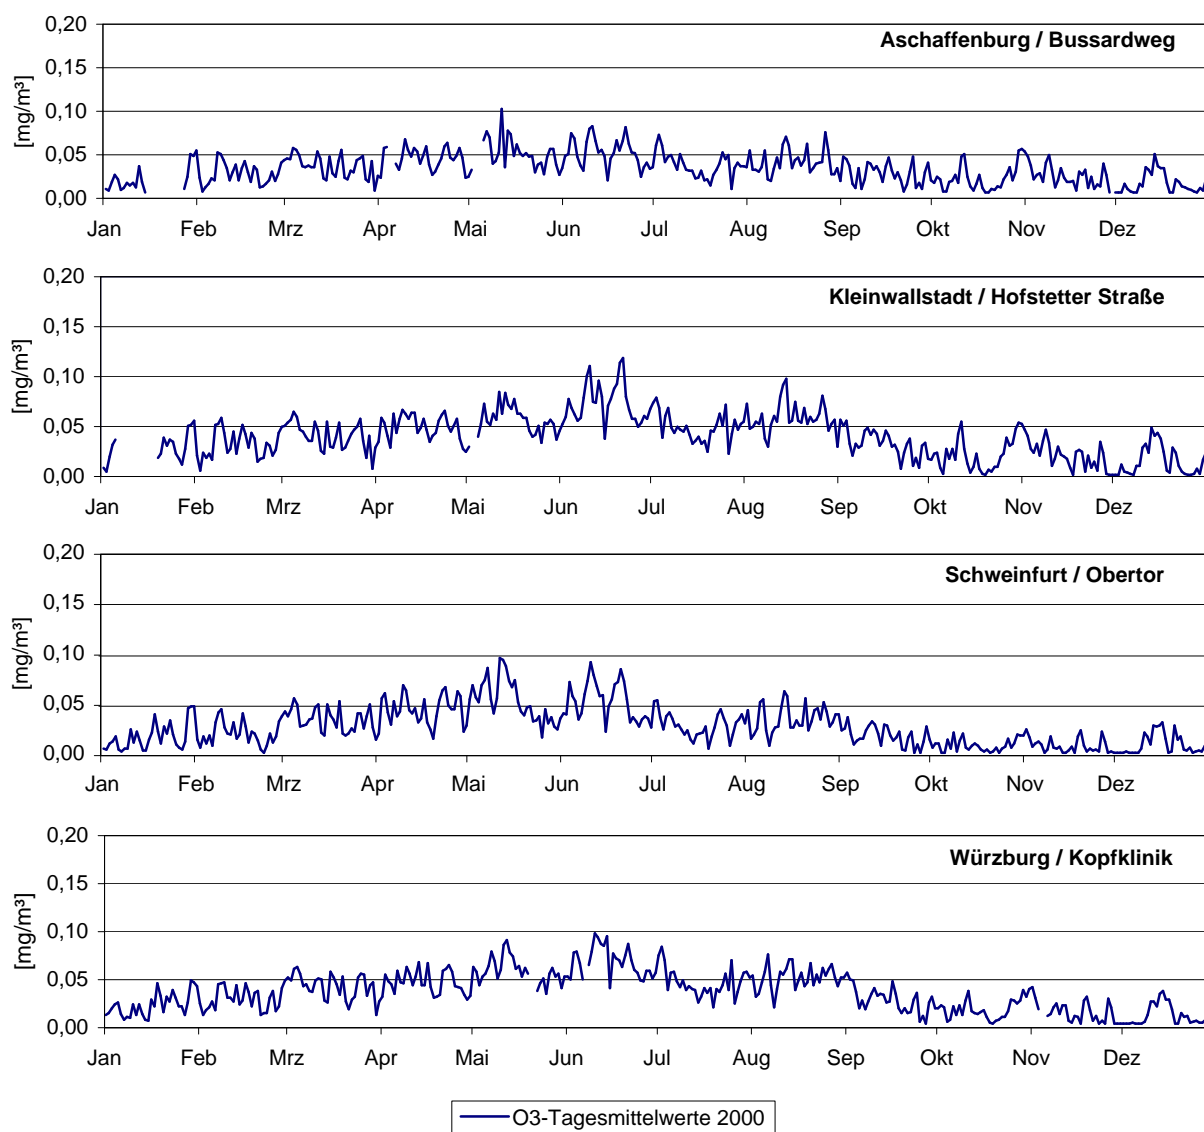 Aschaffenburg / Bussardweg
[mg/m³]
0,20
0,15
0,10
0,05
0,00
Jan Feb Mrz Apr Mai Jun Jul Aug Sep Okt Nov Dez
Kleinwallstadt / Hofstetter Straße
[mg/m³]
0,20
0,15
0,10
0,05
0,00
Jan Feb Mrz Apr Mai Jun Jul Aug Sep Okt Nov Dez
Schweinfurt / Obertor
[mg/m³]
0,20
0,15
0,10
0,05
0,00
Jan Feb Mrz Apr Mai Jun Jul Aug Sep Okt Nov Dez
Würzburg / Kopfklinik
[mg/m³]
0,20
0,15
0,10
0,05
0,00
Jan Feb Mrz Apr Mai Jun Jul Aug Sep Okt Nov Dez
O3-Tagesmittelwerte 2000